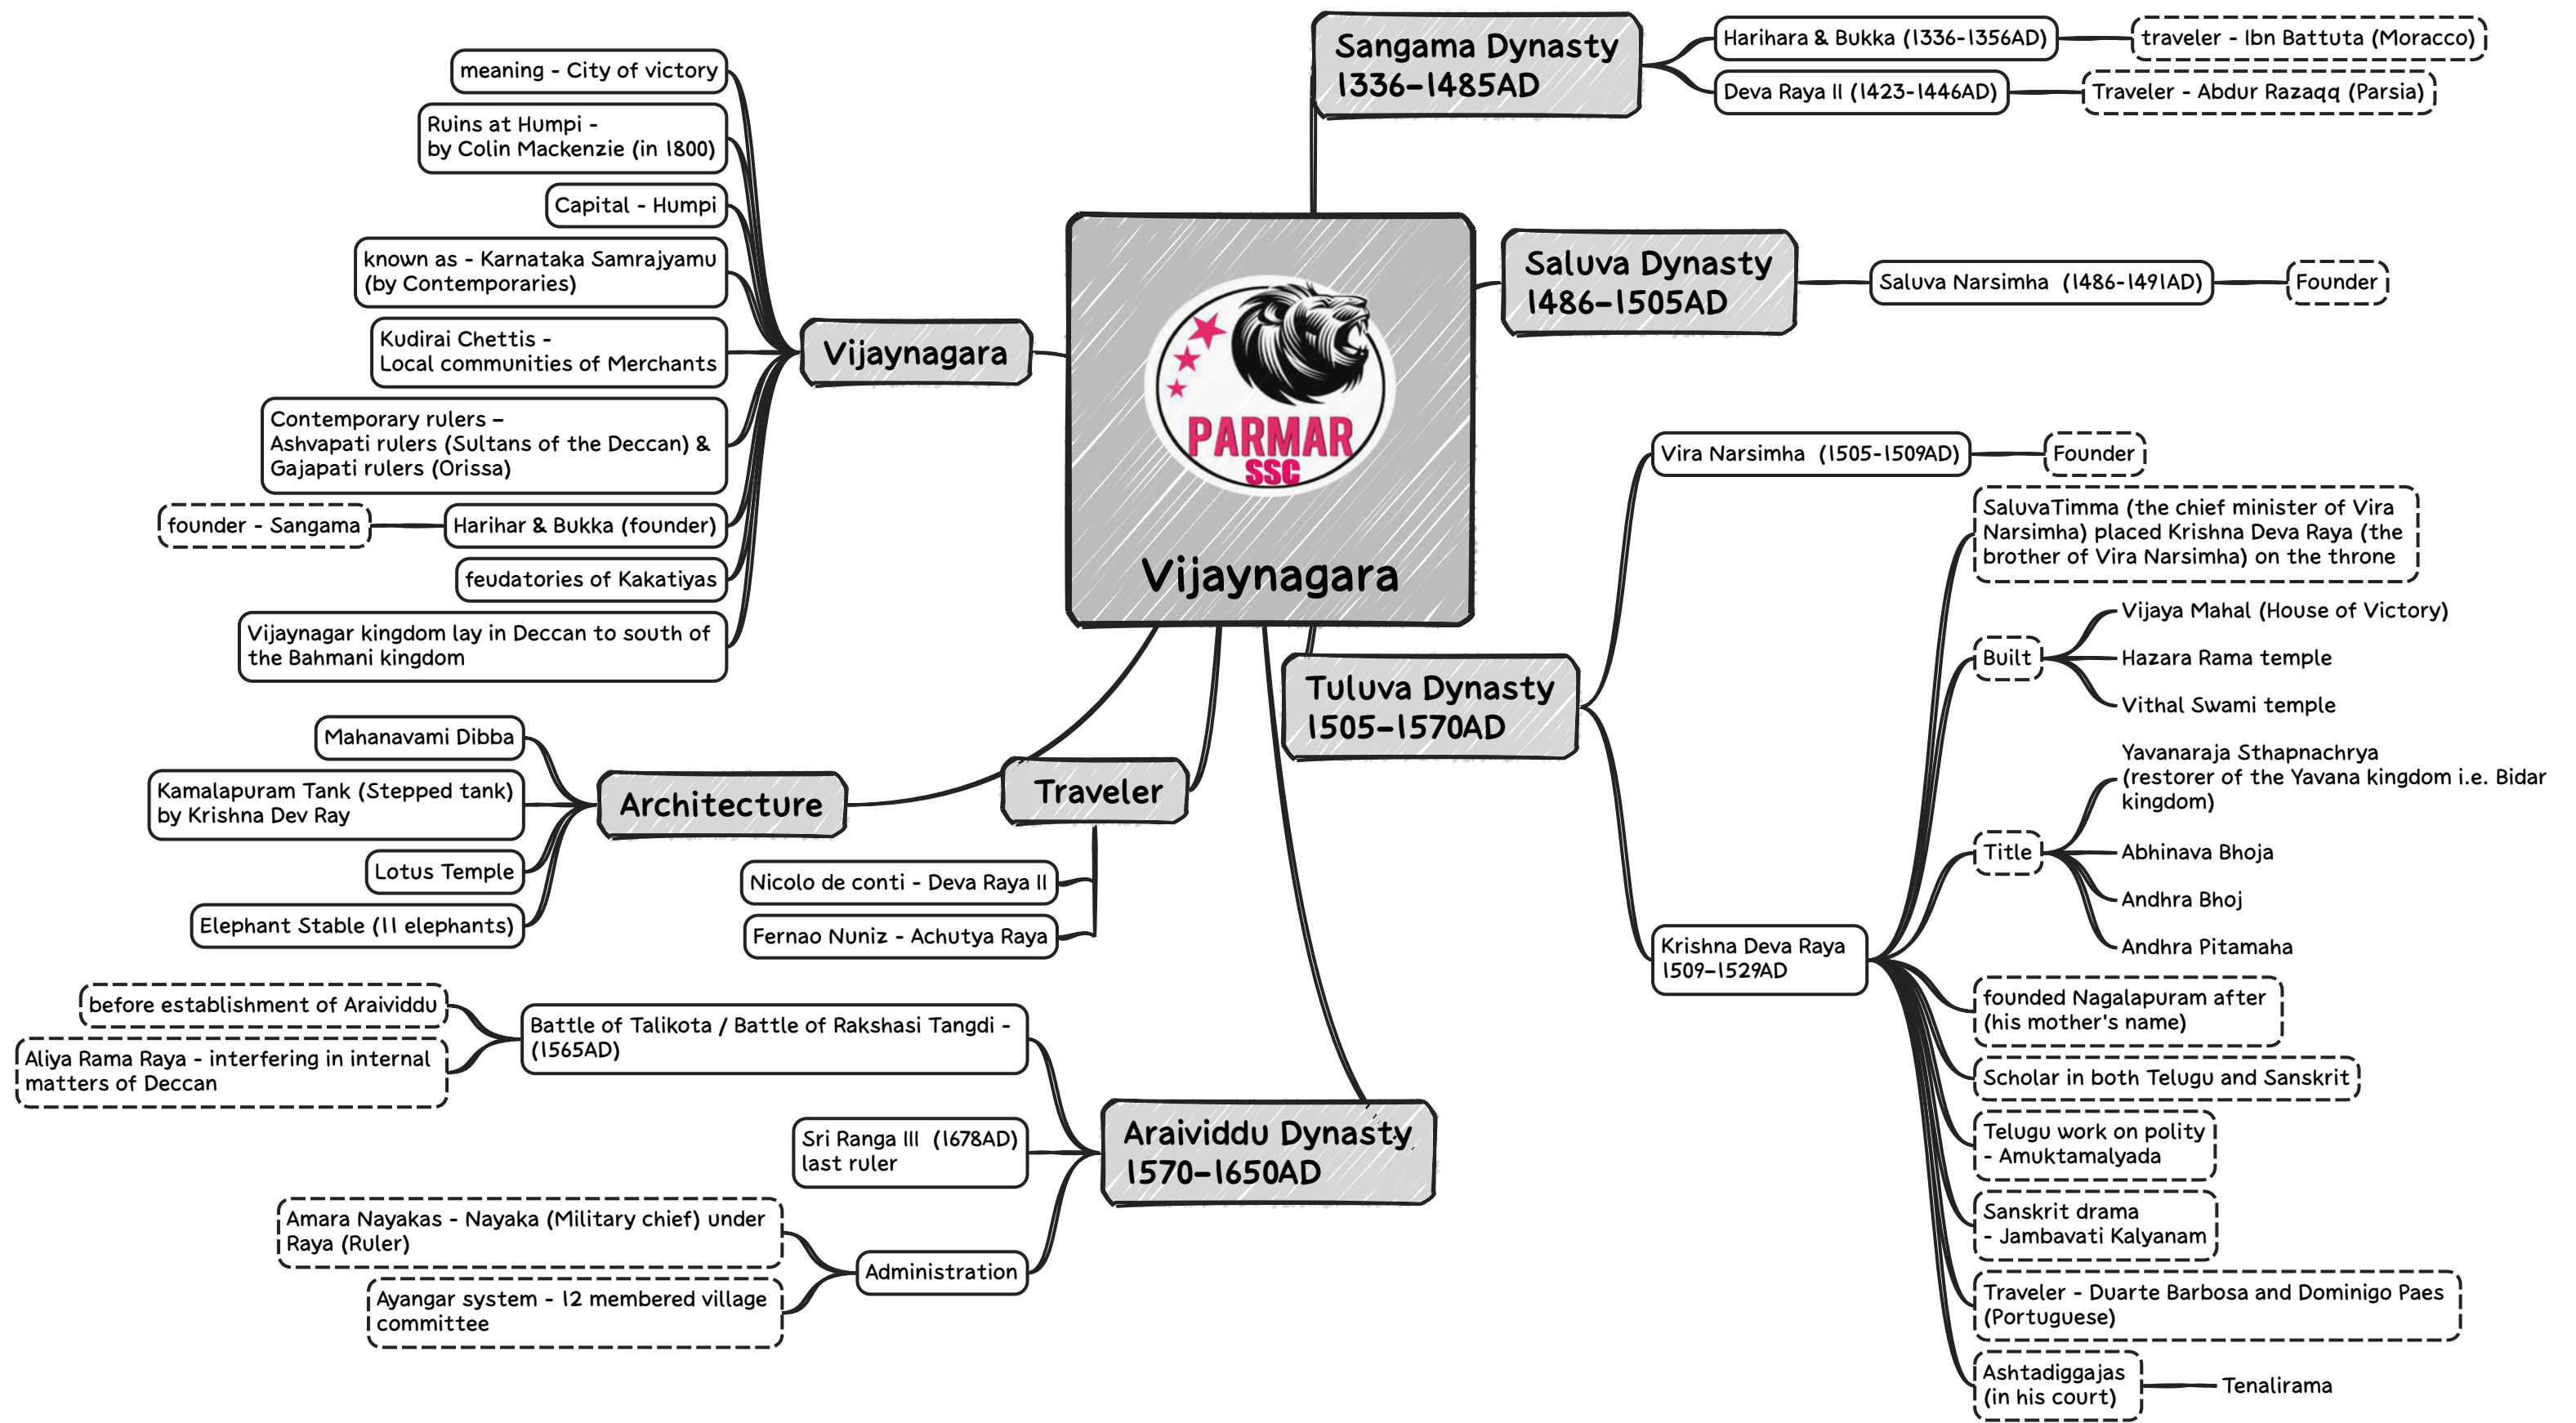 PARMAR
SSC
Vijaynagara
Vijaynagara
meaning - City of victory
Ruins at Humpi -
by Colin Mackenzie (in 1800)
Capital - Humpi
known as - Karnataka Samrajyamu
(by Contemporaries)
Kudirai Chettis -
Local communities of Merchants
Contemporary rulers –
Ashvapati rulers (Sultans of the Deccan) &
Gajapati rulers (Orissa)
Harihar & Bukka (founder)
founder - Sangama
feudatories of Kakatiyas
Vijaynagar kingdom lay in Deccan to south of
the Bahmani kingdom
Sangama Dynasty
1336–1485AD
Harihara & Bukka (1336-1356AD)
traveler - Ibn Battuta (Moracco)
Deva Raya II (1423-1446AD)
Traveler - Abdur Razaqq (Parsia)
Saluva Dynasty
1486–1505AD
Saluva Narsimha (1486-1491AD)
Founder
Tuluva Dynasty
1505–1570AD
Vira Narsimha (1505-1509AD)
Founder
Krishna Deva Raya
1509–1529AD
SaluvaTimma (the chief minister of Vira
Narsimha) placed Krishna Deva Raya (the
brother of Vira Narsimha) on the throne
Built
Vijaya Mahal (House of Victory)
Hazara Rama temple
Vithal Swami temple
Title
Yavanaraja Sthapnachrya
(restorer of the Yavana kingdom i.e. Bidar
kingdom)
Abhinava Bhoja
Andhra Bhoj
Andhra Pitamaha
founded Nagalapuram after
(his mother's name)
Scholar in both Telugu and Sanskrit
Telugu work on polity
- Amuktamalyada
Sanskrit drama
- Jambavati Kalyanam
Traveler - Duarte Barbosa and Dominigo Paes
(Portuguese)
Ashtadiggajas
(in his court)
Tenalirama
Architecture
Mahanavami Dibba
Kamalapuram Tank (Stepped tank)
by Krishna Dev Ray
Lotus Temple
Elephant Stable (11 elephants)
Traveler
Nicolo de conti - Deva Raya II
Fernao Nuniz - Achutya Raya
Araividdu Dynasty
1570–1650AD
Battle of Talikota / Battle of Rakshasi Tangdi -
(1565AD)
before establishment of Araividdu
Aliya Rama Raya - interfering in internal
matters of Deccan
Sri Ranga III (1678AD)
last ruler
Administration
Amara Nayakas - Nayaka (Military chief) under
Raya (Ruler)
Ayangar system - 12 membered village
committee